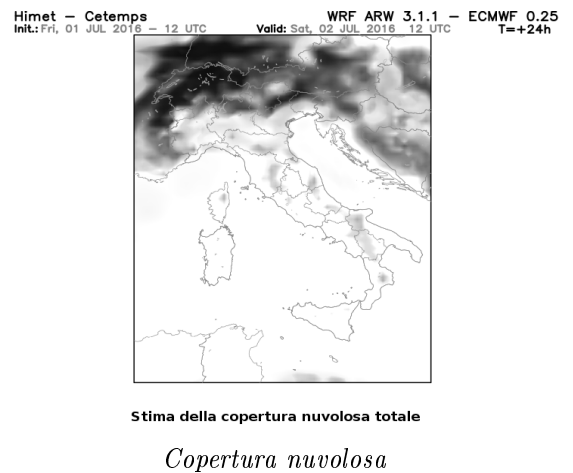 Himet – Cetemps WRF ARW 3.1.1 – ECMWF 0.25
Init.: Fri, 01 JUL 2016 – 12 UTC Valid: Sat, 02 JUL 2016 12 UTC T=+24h
Stima della copertura nuvolosa totale
Copertura nuvolosa